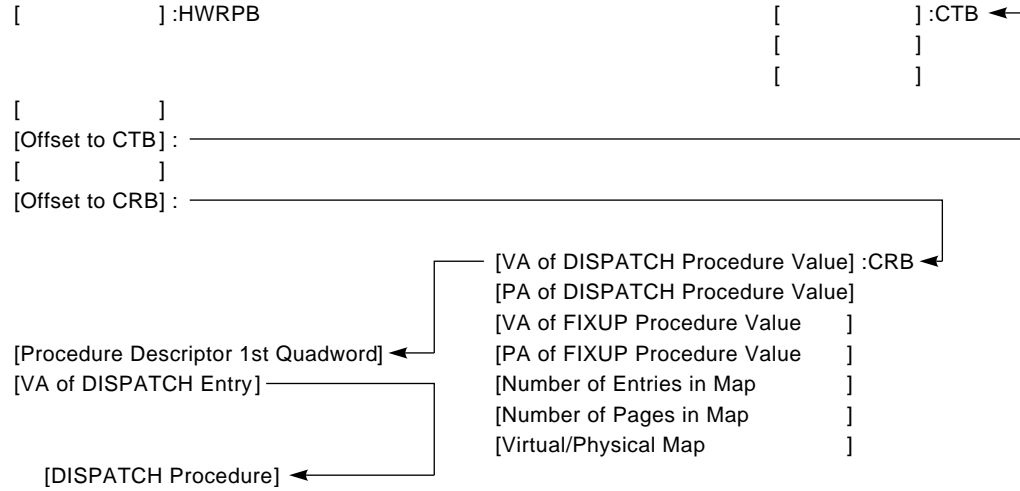 [ ] :HWRPB
[ ] :CTB
[ ]
[ ]
[ ]
[Offset to CTB] :
[ ]
[Offset to CRB] :
[VA of DISPATCH Procedure Value] :CRB
[PA of DISPATCH Procedure Value]
[VA of FIXUP Procedure Value ]
[Procedure Descriptor 1st Quadword]
[PA of FIXUP Procedure Value ]
[VA of DISPATCH Entry]
[Number of Entries in Map ]
[Number of Pages in Map ]
[Virtual/Physical Map ]
[DISPATCH Procedure]